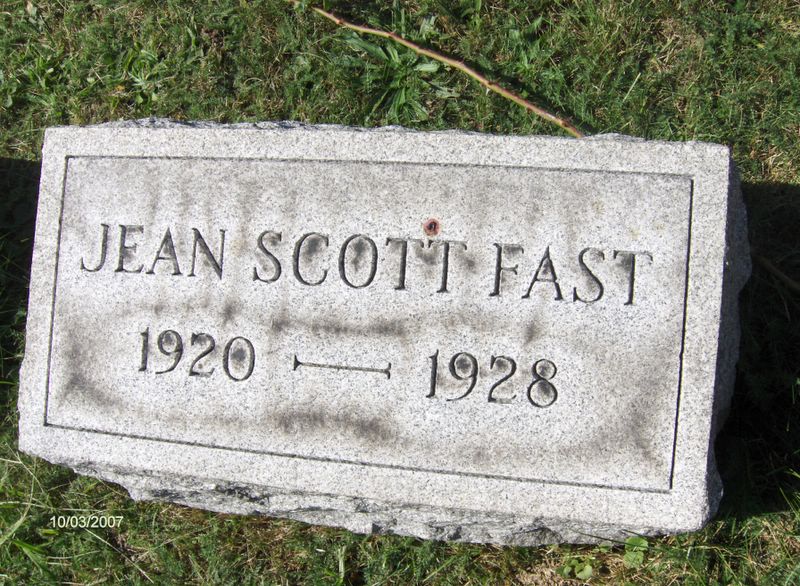 JEAN SCOTT FAST
1920 — 1928
10/03/2007